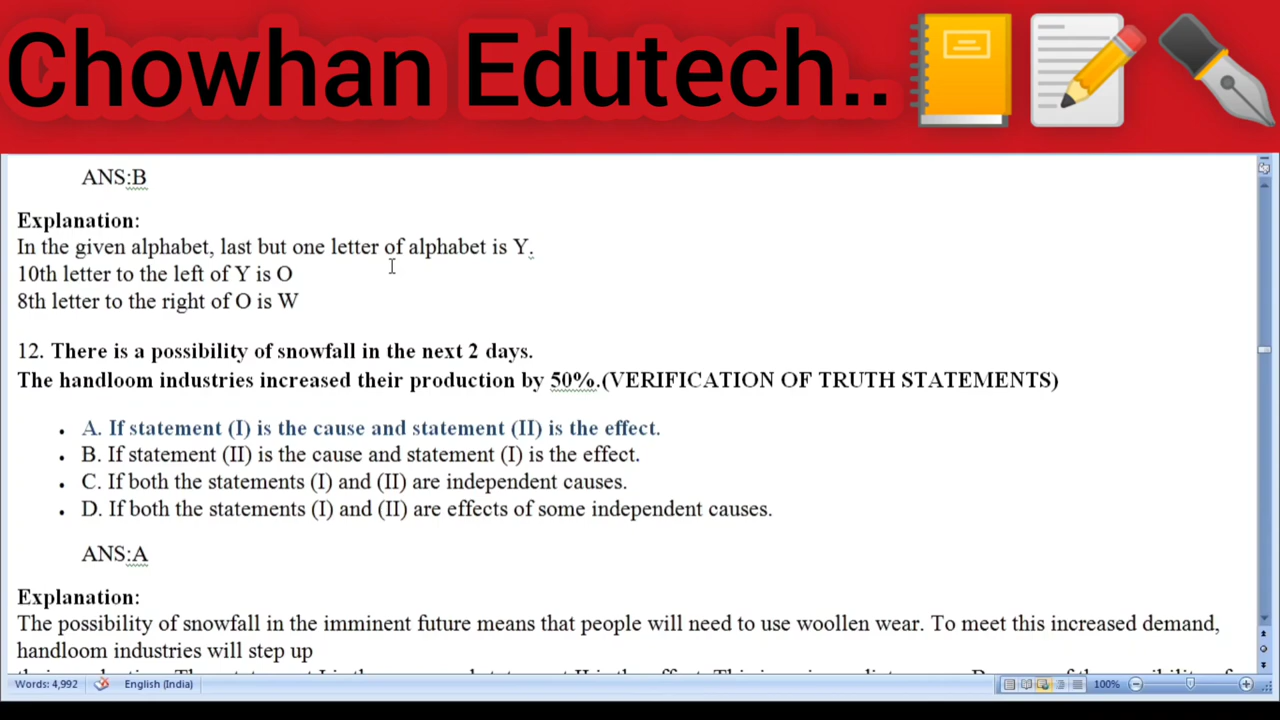 Chowhan Edutech..
ANS:B
Explanation:
In the given alphabet, last but one letter of alphabet is Y.
10th letter to the left of Y is O
8th letter to the right of O is W
12. There is a possibility of snowfall in the next 2 days.
The handloom industries increased their production by 50%.(VERIFICATION OF TRUTH STATEMENTS)
• A. If statement (I) is the cause and statement (II) is the effect.
• B. If statement (II) is the cause and statement (I) is the effect.
• C. If both the statements (I) and (II) are independent causes.
• D. If both the statements (I) and (II) are effects of some independent causes.
ANS:A
Explanation:
The possibility of snowfall in the imminent future means that people will need to use woollen wear. To meet this increased demand,
handloom industries will step up
Words: 4,992 English (India) 100%